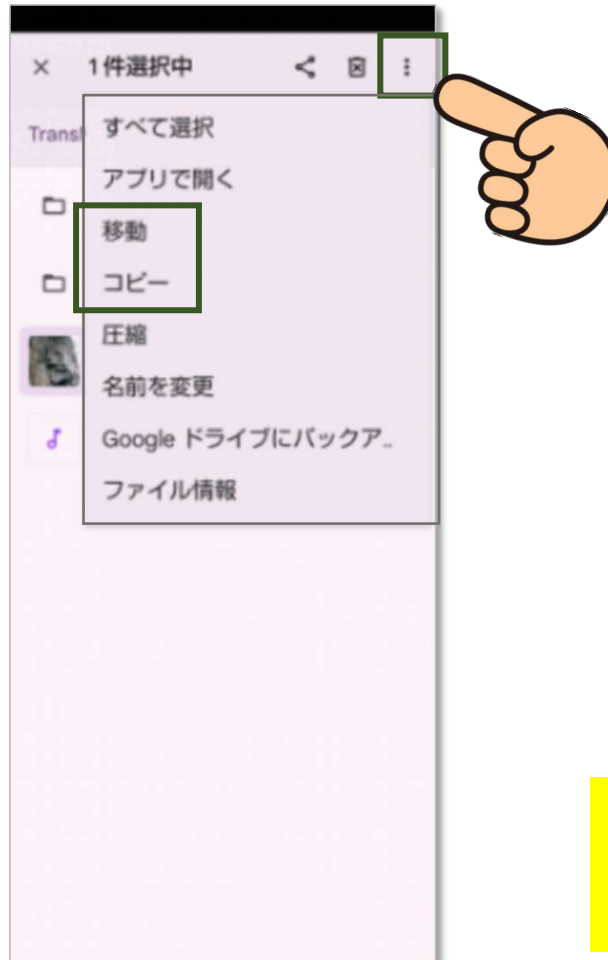 1件選択中
Transf
すべて選択
アプリで開く
移動
コピー
圧縮
名前を変更
Google ドライブにバックア..
ファイル情報